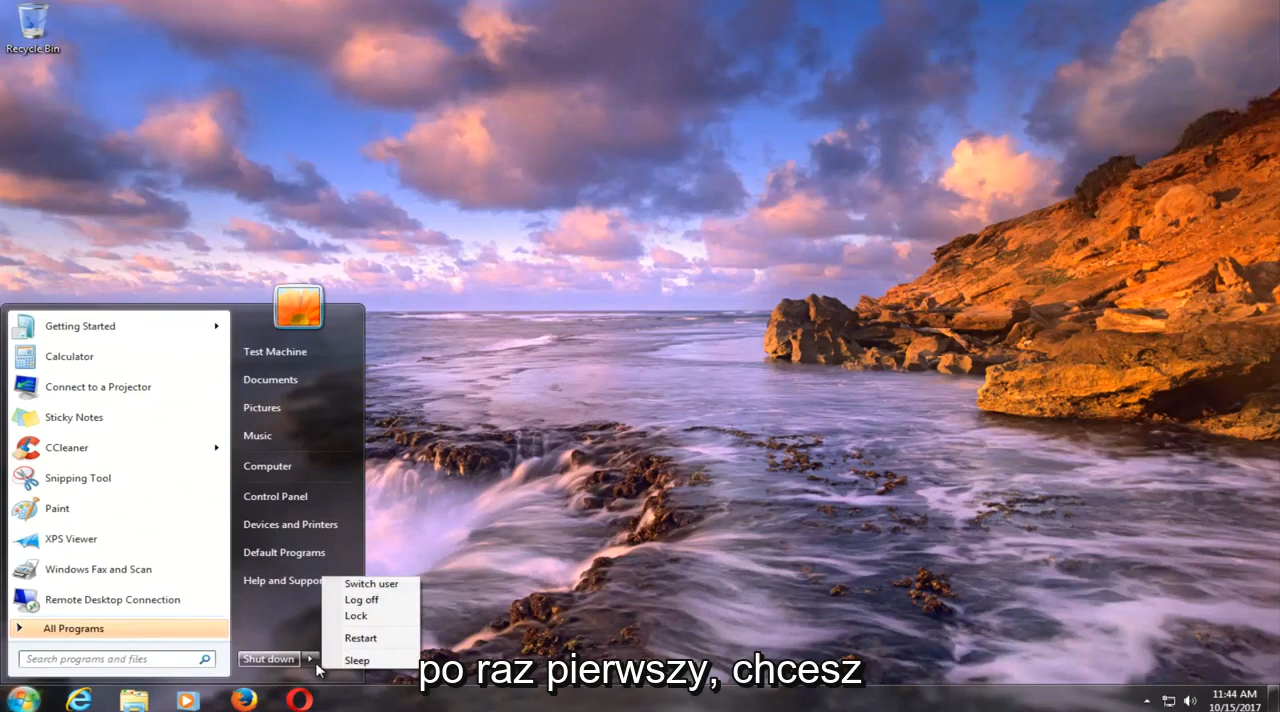 Recycle Bin
Getting Started
Calculator
Connect to a Projector
Sticky Notes
CCleaner
Snipping Tool
Paint
XPS Viewer
Windows Fax and Scan
Remote Desktop Connection
All Programs
Search programs and files
Test Machine
Documents
Pictures
Music
Computer
Control Panel
Devices and Printers
Default Programs
Help and Suppor
Shut down
Switch user
Log off
Lock
Restart
Sleep
po raz pierwszy, chcesz
11:44 AM
10/15/2017